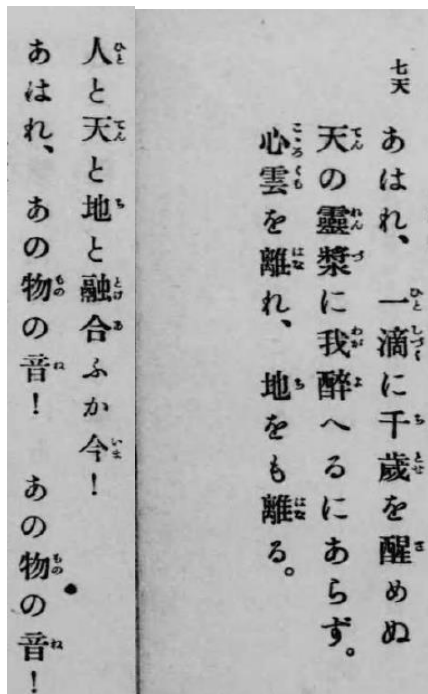 七天
あはれ、一滴に千歳を醒めぬ
天の靈漿に我醉へるにあらず。
心雲を離れ、地をも離る。
人と天と地と融合ふか今！
あはれ、あの物の音！　あの物の音！